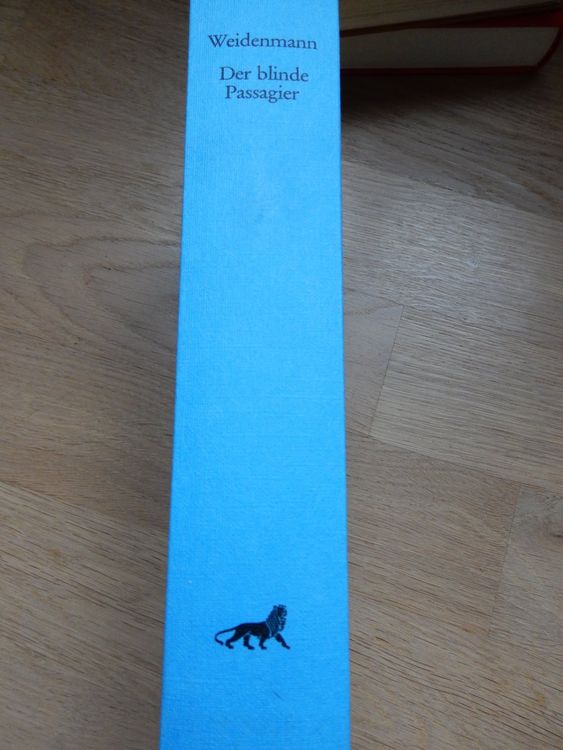 Weidenmann
Der blinde
Passagier